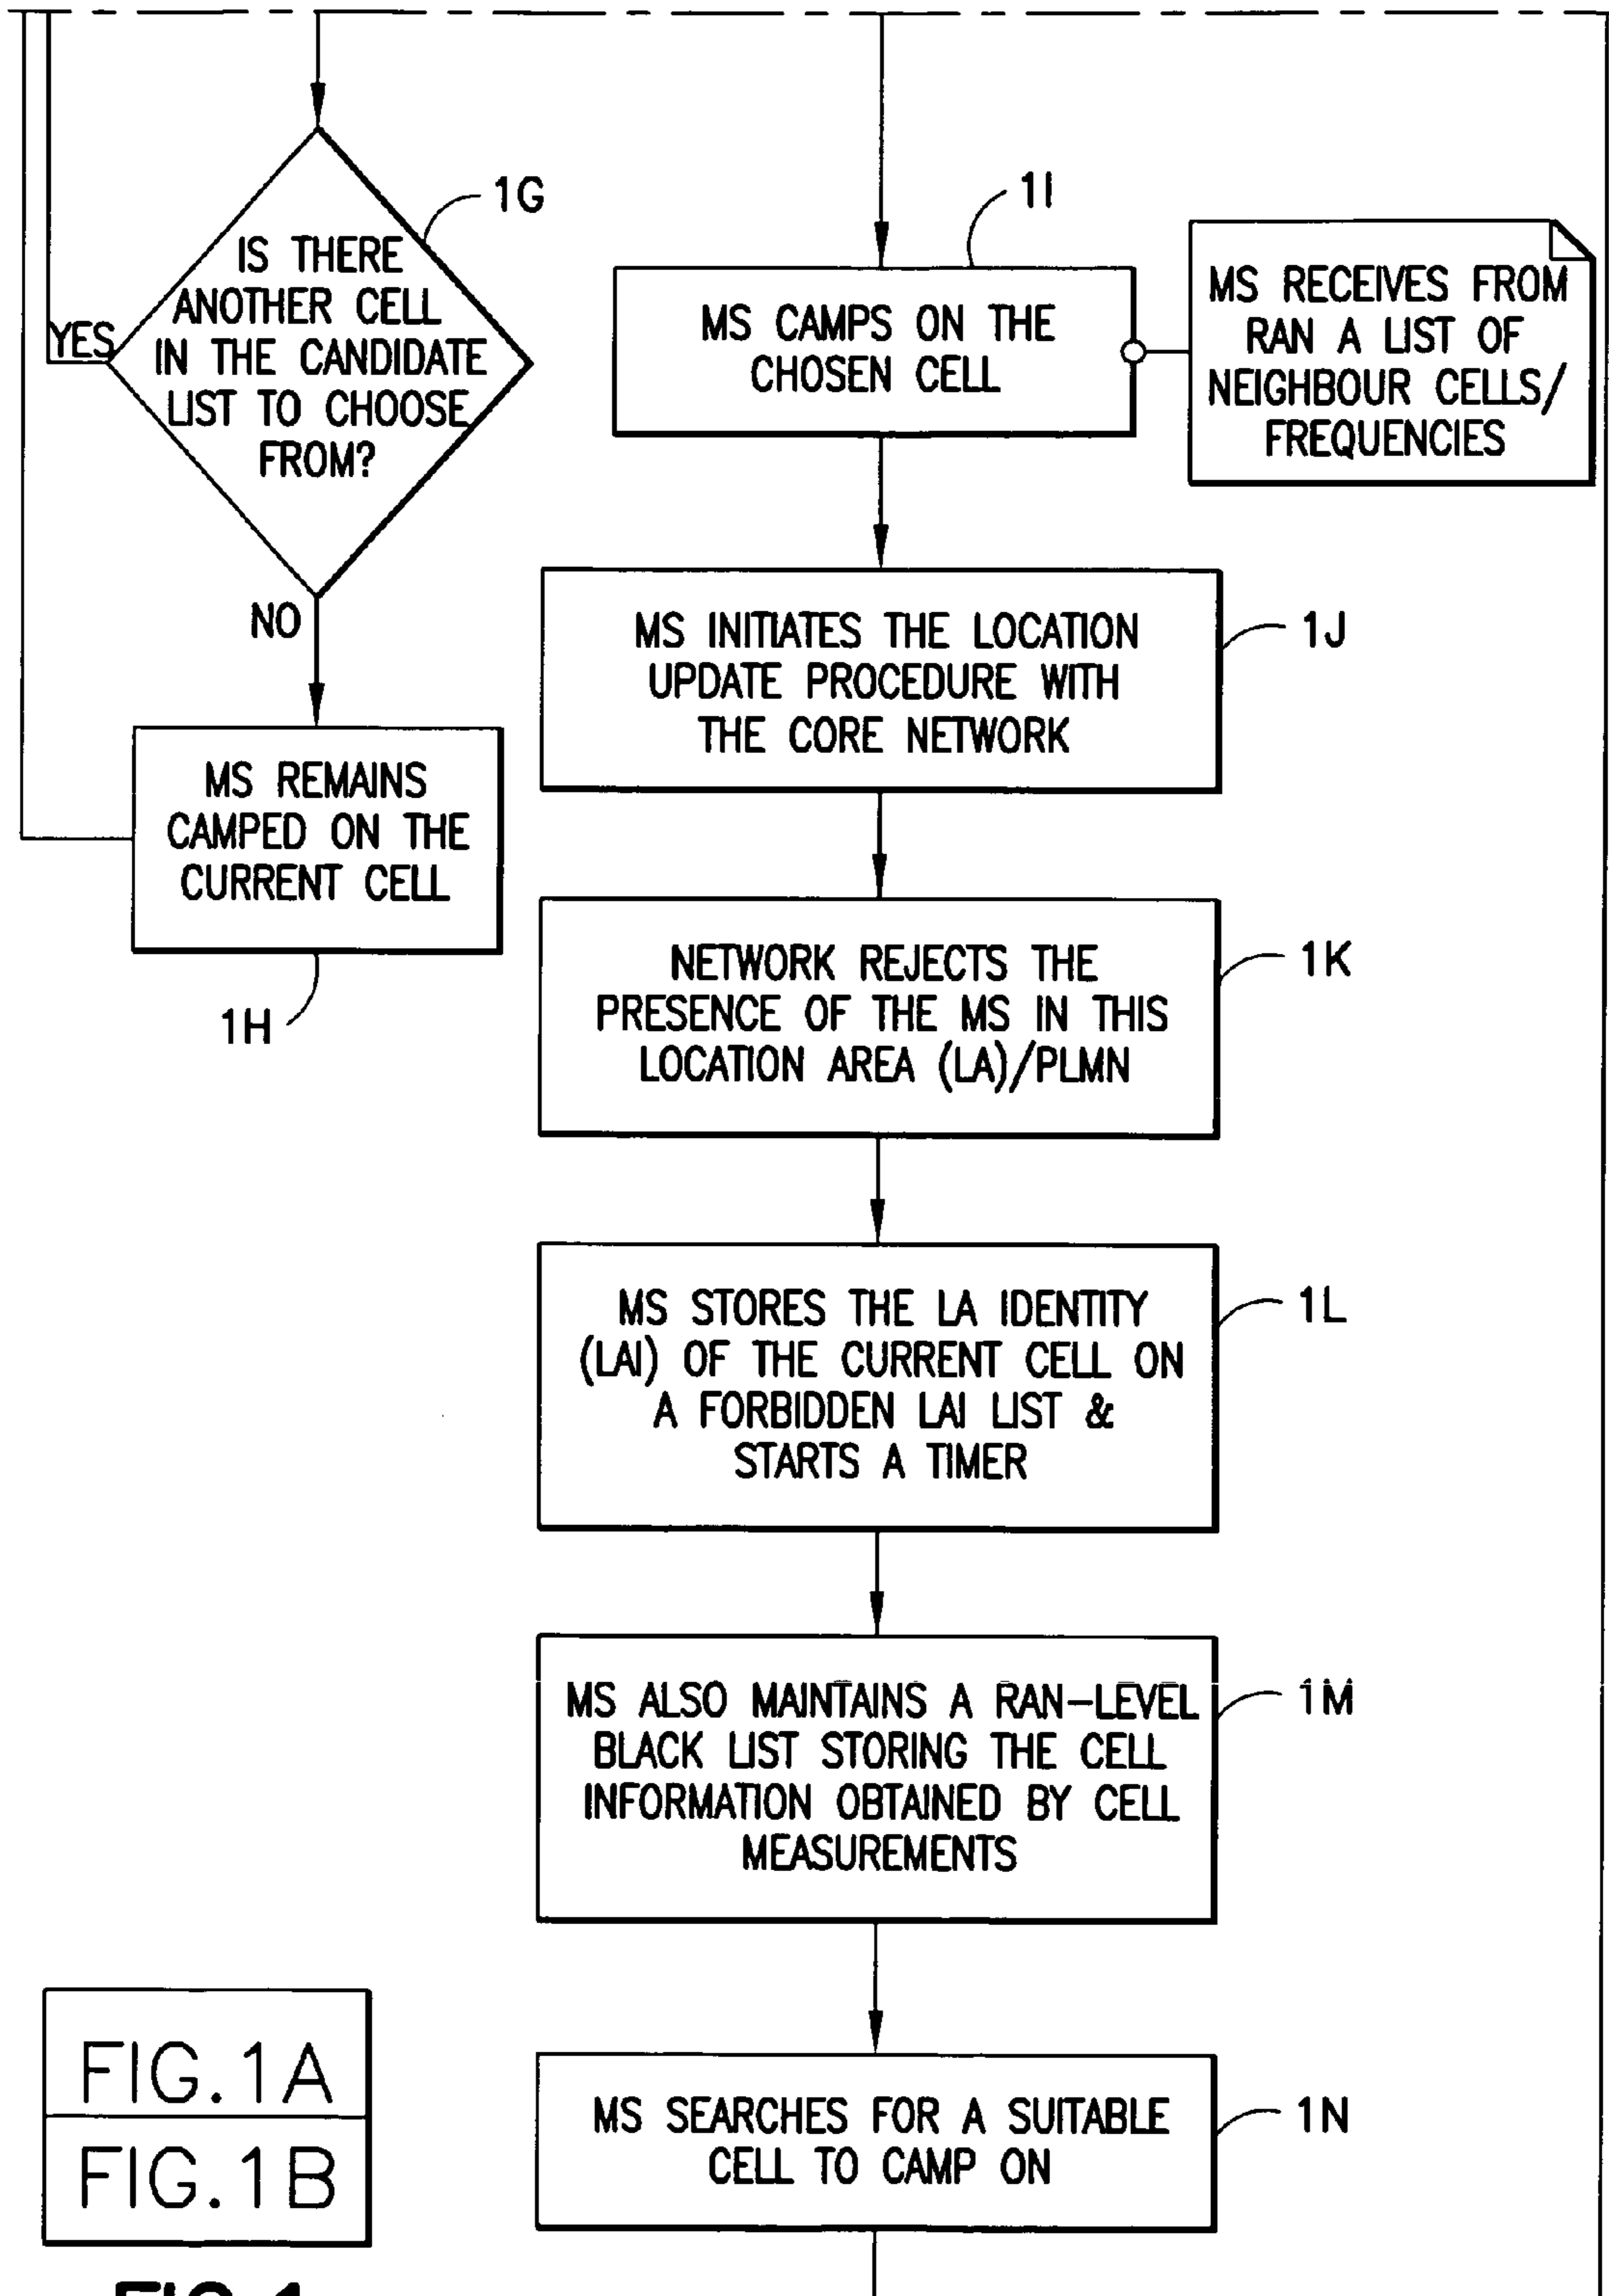 1G
IS THERE
ANOTHER CELL
IN THE CANDIDATE
LIST TO CHOOSE
FROM?
YES
NO
MS REMAINS
CAMPED ON THE
CURRENT CELL
1H
1I
MS CAMPS ON THE
CHOSEN CELL
MS RECEIVES FROM
RAN A LIST OF
NEIGHBOUR CELLS/
FREQUENCIES
MS INITIATES THE LOCATION
UPDATE PROCEDURE WITH
THE CORE NETWORK
1J
NETWORK REJECTS THE
PRESENCE OF THE MS IN THIS
LOCATION AREA (LA)/PLMN
1K
MS STORES THE LA IDENTITY
(LAI) OF THE CURRENT CELL ON
A FORBIDDEN LAI LIST &
STARTS A TIMER
1L
MS ALSO MAINTAINS A RAN-LEVEL
BLACK LIST STORING THE CELL
INFORMATION OBTAINED BY CELL
MEASUREMENTS
1M
MS SEARCHES FOR A SUITABLE
CELL TO CAMP ON
1N
FIG.1A
FIG.1B
FIG.1